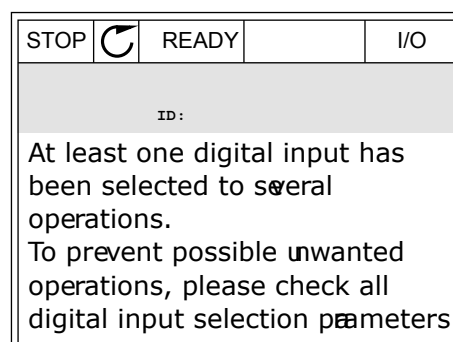 STOP READY I/O
ID:
At least one digital input has
been selected to several
operations.
To prevent possible unwanted
operations, please check all
digital input selection parameters